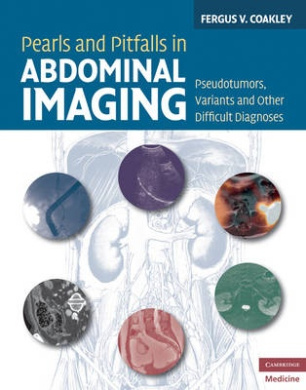 FERGUS V. COAKLEY
Pearls and Pitfalls in
ABDOMINAL
IMAGING
Pseudotumors,
Variants and Other
Difficult Diagnoses
CAMBRIDGE
Medicine